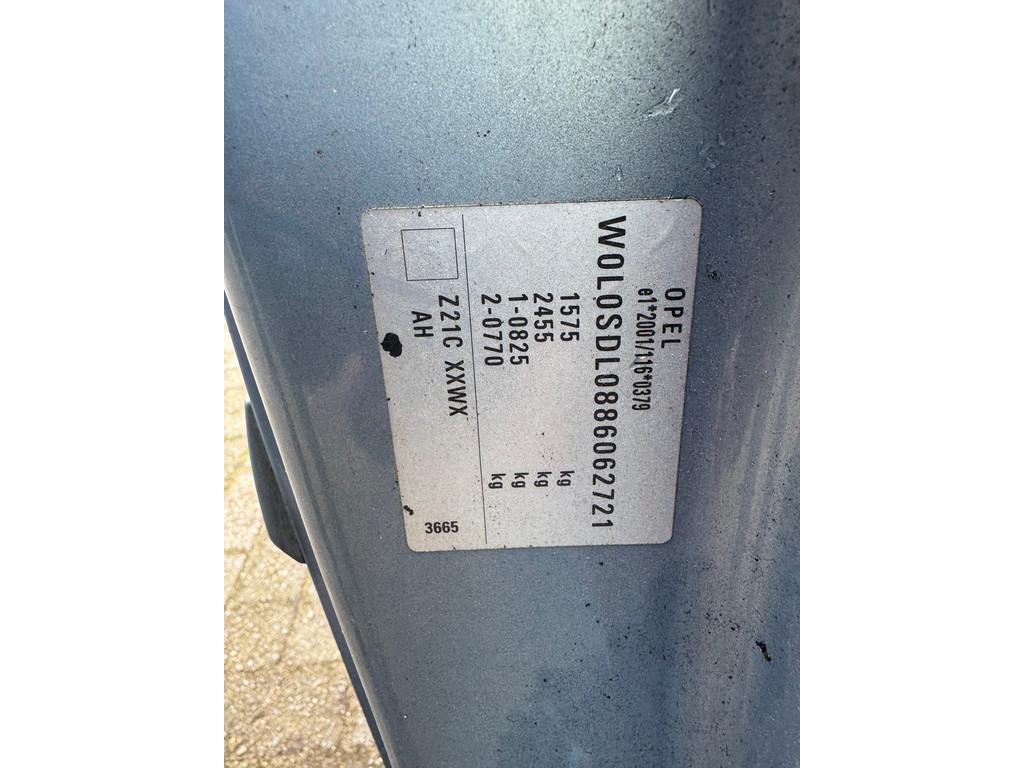 OPEL
e1*2001/116*0379
W0L0SDL0886062721
1575 kg
2455 kg
1-0825 kg
2-0770 kg
Z21C XXWX
AH
3665